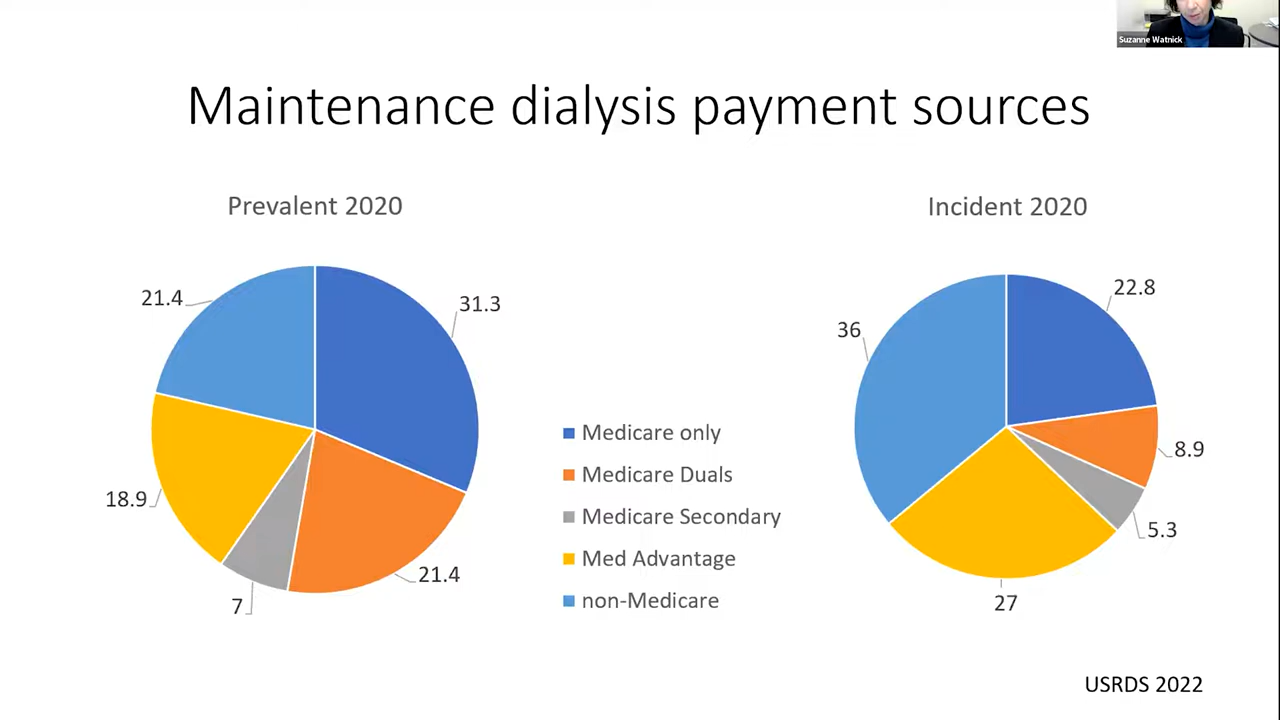 Suzanne Watnick
Maintenance dialysis payment sources
Prevalent 2020
21.4
31.3
18.9
21.4
7
Medicare only
Medicare Duals
Medicare Secondary
Med Advantage
non-Medicare
Incident 2020
36
22.8
8.9
5.3
27
USRDS 2022